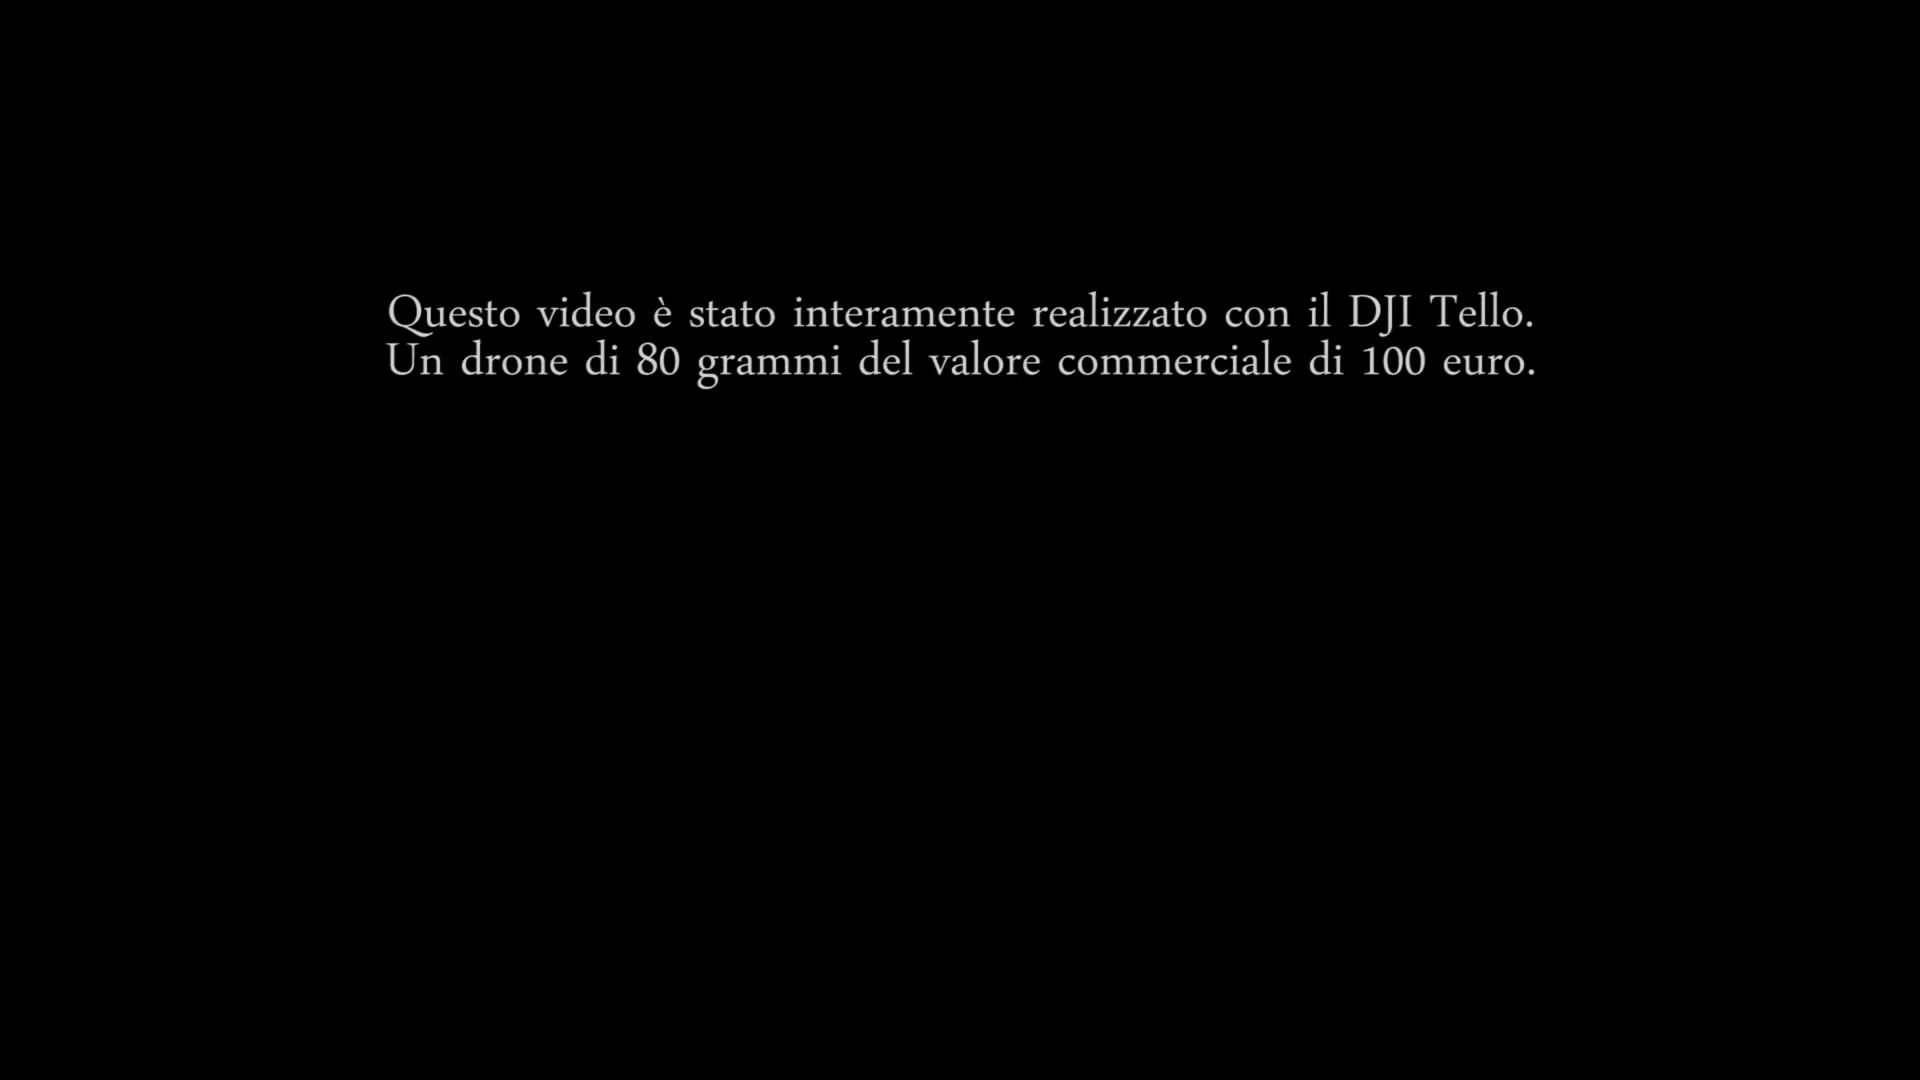 Questo video è stato interamente realizzato con il DJI Tello.
Un drone di 80 grammi del valore commerciale di 100 euro.